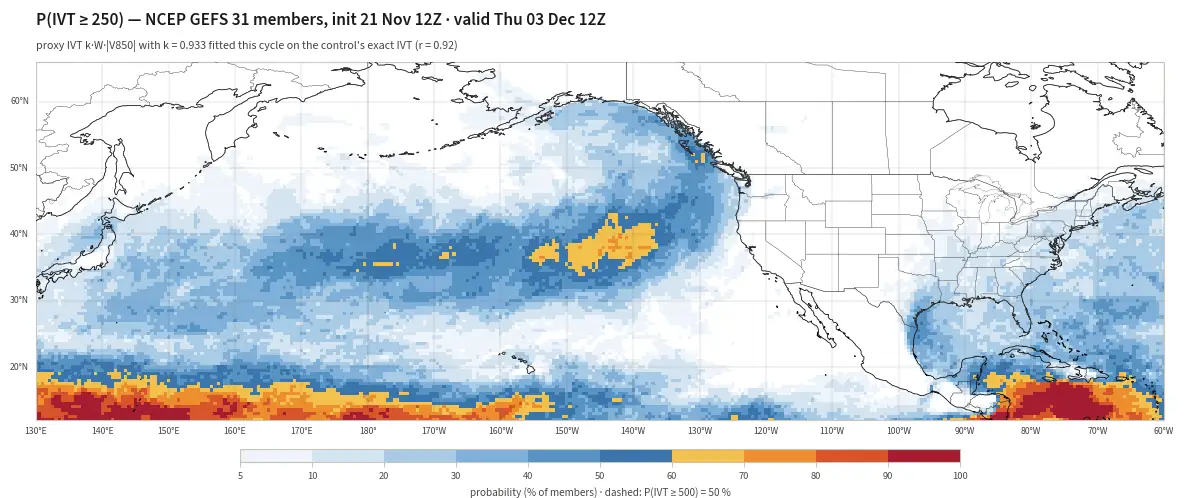 P(IVT ≥ 250) — NCEP GEFS 31 members, init 21 Nov 12Z · valid Thu 03 Dec 12Z
proxy IVT k·W·|V850| with k = 0.933 fitted this cycle on the control's exact IVT (r = 0.92)
60°N
50°N
40°N
30°N
20°N
130°E 140°E 150°E 160°E 170°E 180° 170°W 160°W 150°W 140°W 130°W 120°W 110°W 100°W 90°W 80°W 70°W 60°W
5 10 20 30 40 50 60 70 80 90 100
probability (% of members) · dashed: P(IVT ≥ 500) = 50 %